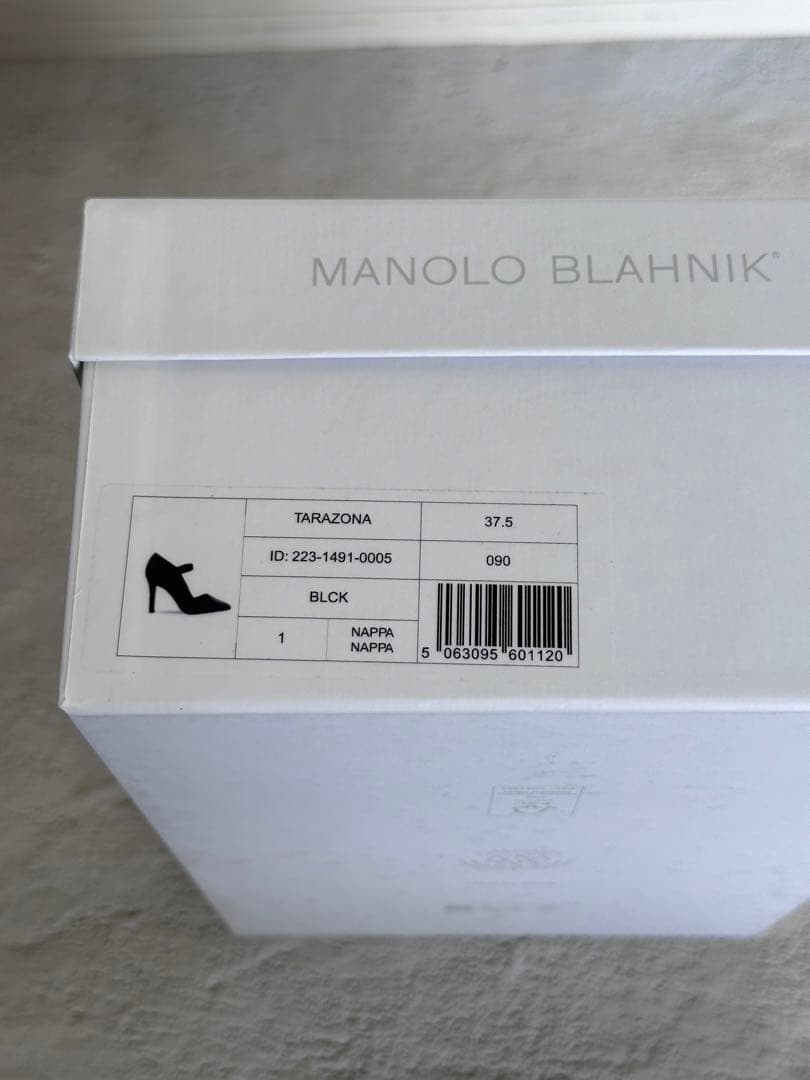 MANOLO BLAHNIK®
TARAZONA
37.5
ID: 223-1491-0005
090
BLCK
1
NAPPA
NAPPA
5 063095 601120